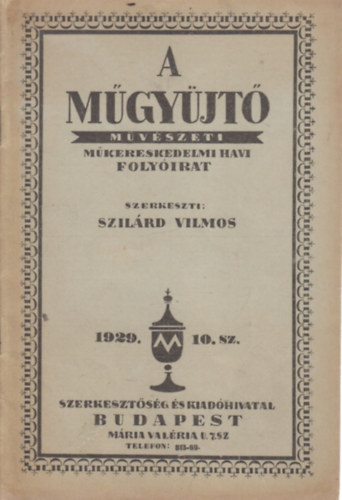 A
MŰGYÜJTŐ
MŰVÉSZETI
MŰKERESKEDELMI HAVI
FOLYÓIRAT
SZERKESZTI:
SZILÁRD VILMOS
1929. 10. SZ.
M
SZERKESZTŐSÉG ÉS KIADÓHIVATAL
BUDAPEST
MÁRIA VALÉRIA U. 7. SZ
TELEFON: